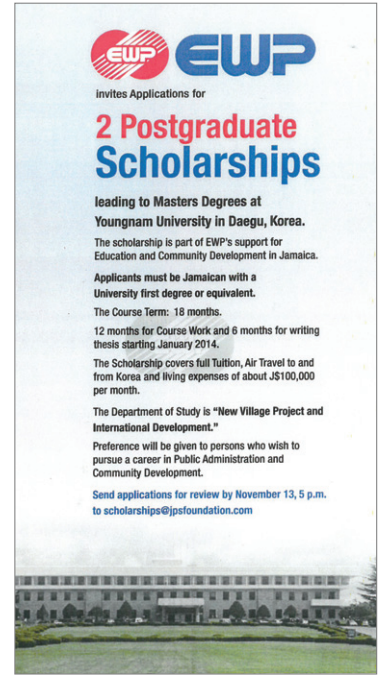 EWP EWP
invites Applications for
2 Postgraduate
Scholarships
leading to Masters Degrees at
Youngnam University in Daegu, Korea.
The scholarship is part of EWP's support for
Education and Community Development in Jamaica.
Applicants must be Jamaican with a
University first degree or equivalent.
The Course Term: 18 months.
12 months for Course Work and 6 months for writing
thesis starting January 2014.
The Scholarship covers full Tuition, Air Travel to and
from Korea and living expenses of about J$100,000
per month.
The Department of Study is “New Village Project and
International Development.”
Preference will be given to persons who wish to
pursue a career in Public Administration and
Community Development.
Send applications for review by November 13, 5 p.m.
to scholarships@jpsfoundation.com